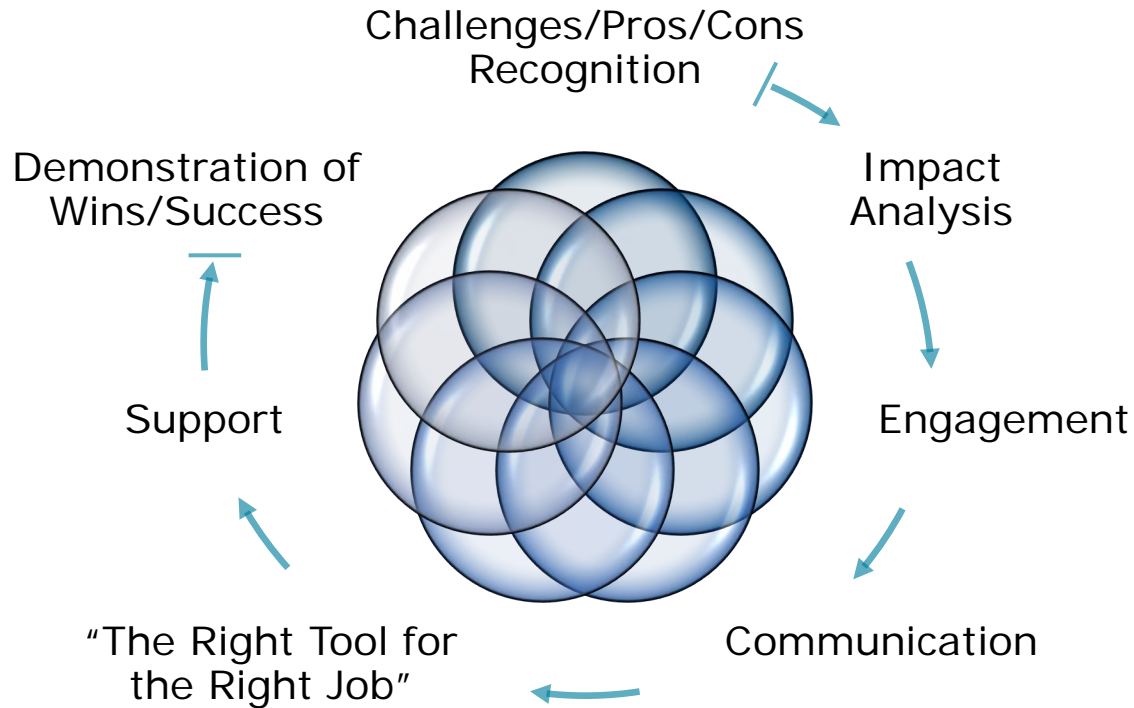 Challenges/Pros/Cons
Recognition
Impact
Analysis
Engagement
Communication
“The Right Tool for
the Right Job”
Support
Demonstration of
Wins/Success